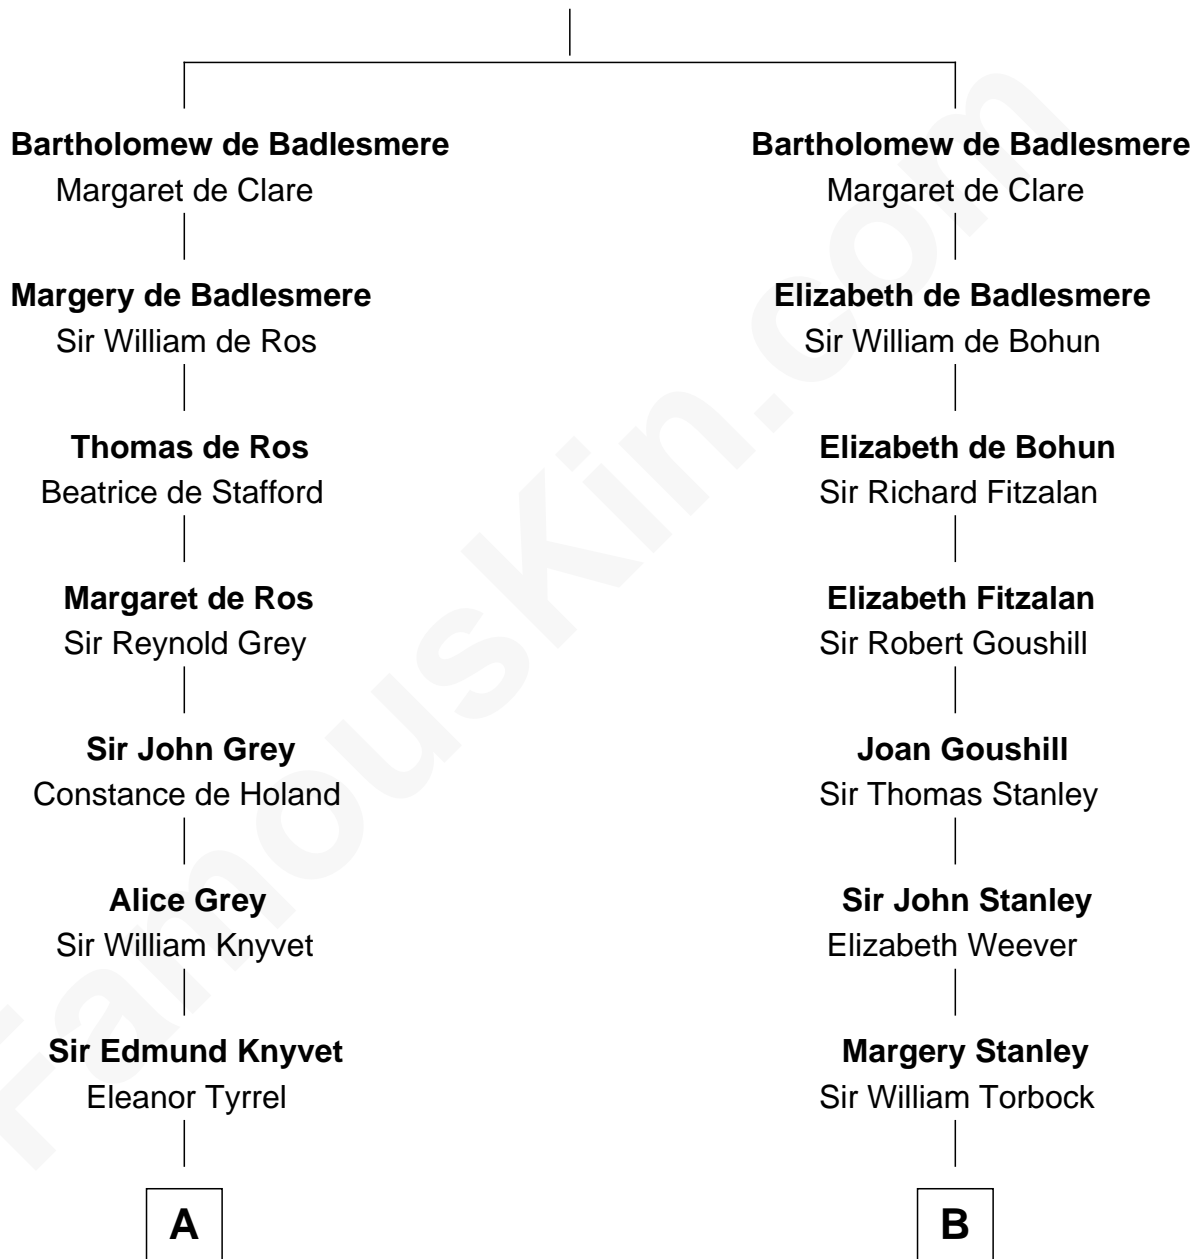 Bartholomew de Badlesmere
Margaret de Clare
Margery de Badlesmere
Sir William de Ros
Thomas de Ros
Beatrice de Stafford
Margaret de Ros
Sir Reynold Grey
Sir John Grey
Constance de Holand
Alice Grey
Sir William Knyvet
Sir Edmund Knyvet
Eleanor Tyrrel
A
Bartholomew de Badlesmere
Margaret de Clare
Elizabeth de Badlesmere
Sir William de Bohun
Elizabeth de Bohun
Sir Richard Fitzalan
Elizabeth Fitzalan
Sir Robert Goushill
Joan Goushill
Sir Thomas Stanley
Sir John Stanley
Elizabeth Weever
Margery Stanley
Sir William Torbock
B
FamousKin.com